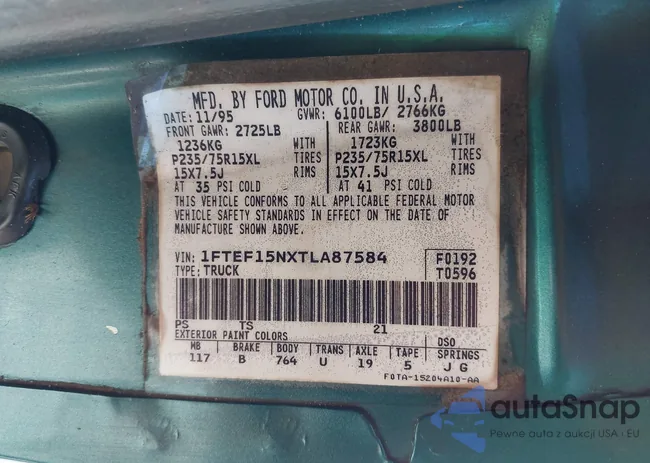 MFD. BY FORD MOTOR CO. IN U.S.A.
DATE: 11/95 GVWR: 6100LB/ 2766KG
FRONT GAWR: 2725LB REAR GAWR: 3800LB
1236KG WITH 1723KG WITH
P235/75R15XL TIRES P235/75R15XL TIRES
15X7.5J RIMS 15X7.5J RIMS
AT 35 PSI COLD AT 41 PSI COLD
THIS VEHICLE CONFORMS TO ALL APPLICABLE FEDERAL MOTOR
VEHICLE SAFETY STANDARDS IN EFFECT ON THE DATE OF
MANUFACTURE SHOWN ABOVE.
VIN: 1FTEF15NXTLA87584 F0192
TYPE: TRUCK T0596
PS TS 21
EXTERIOR PAINT COLORS DSO
WB BRAKE BODY TRANS AXLE TAPE SPRINGS
117 B 764 U 19 5 J G
F0TA-15204A10-AA
autaSnap
Pewne auta z aukcji USA i EU